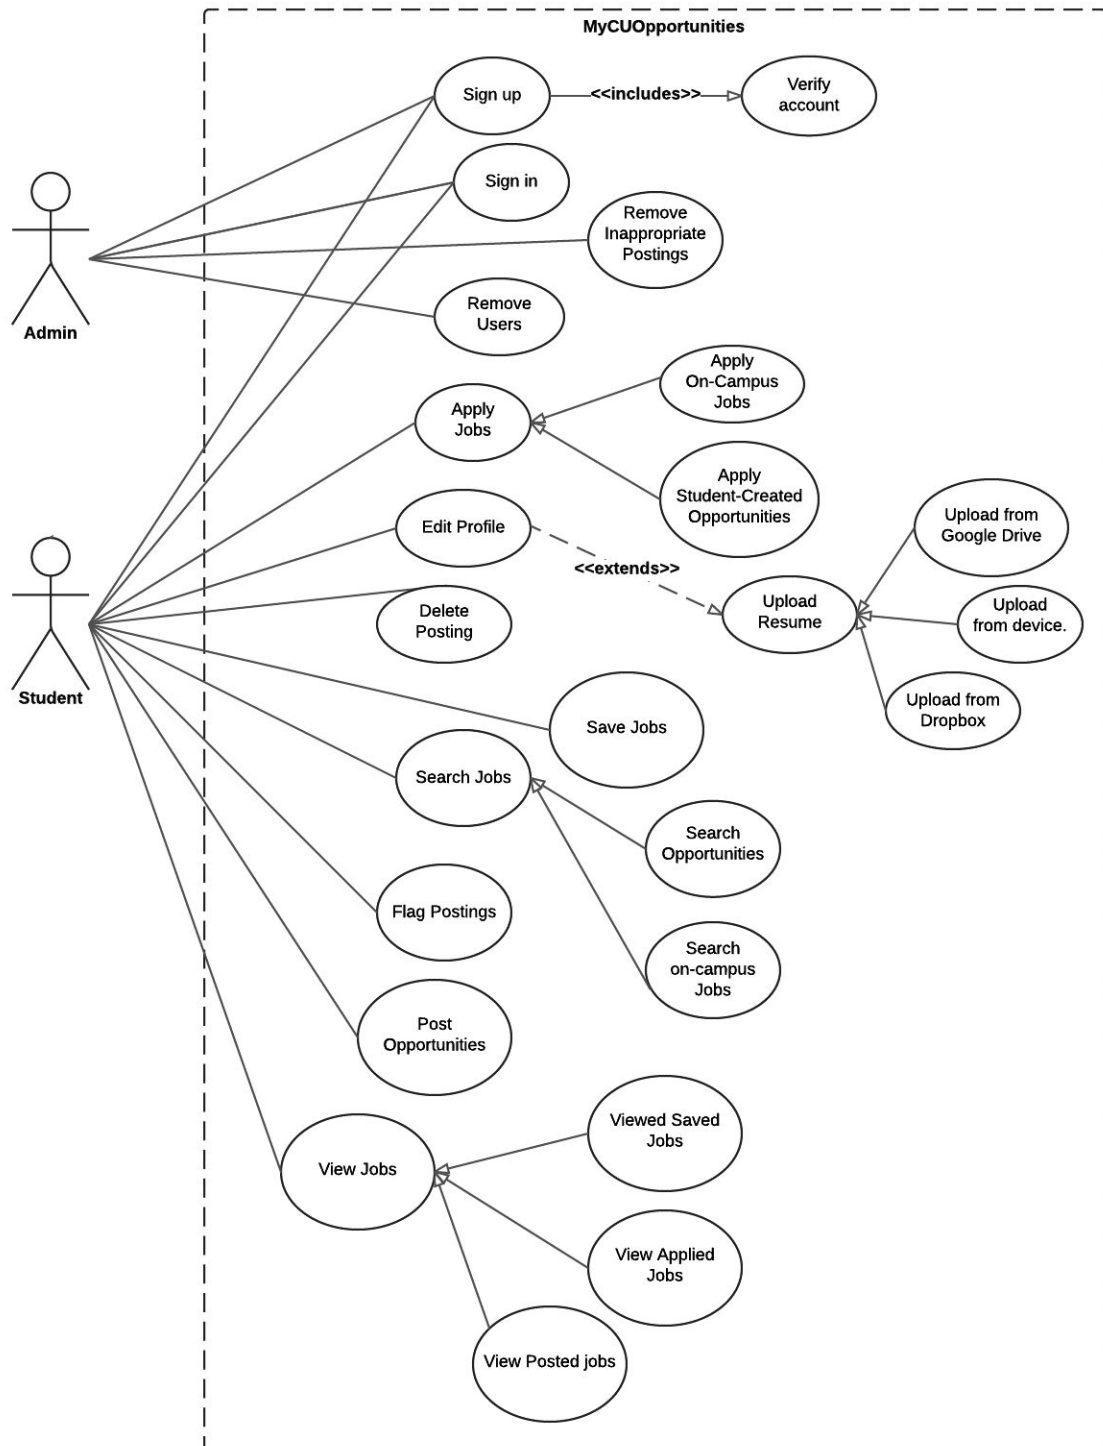 MyCUOpportunities
Sign up
<<includes>>
Verify
account
Sign in
Remove
Inappropriate
Postings
Admin
Remove
Users
Apply
On-Campus
Jobs
Apply
Jobs
Apply
Student-Created
Opportunities
Edit Profile
Upload from
Google Drive
<<extends>>
Upload
Resume
Upload
from device.
Delete
Posting
Student
Upload from
Dropbox
Save Jobs
Search Jobs
Search
Opportunities
Flag Postings
Search
on-campus
Jobs
Post
Opportunities
Viewed Saved
Jobs
View Jobs
View Applied
Jobs
View Posted jobs